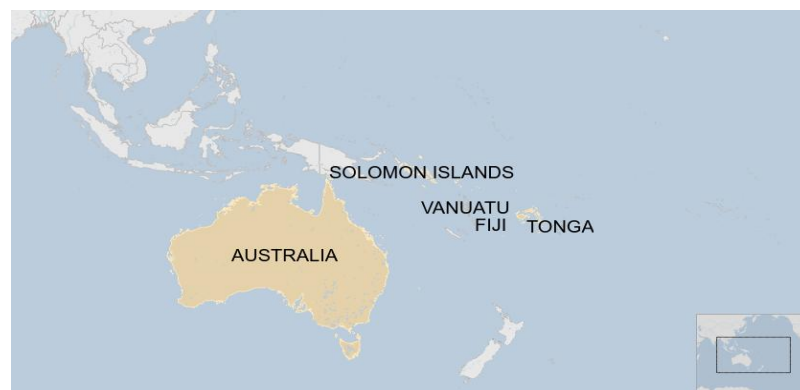 SOLOMON ISLANDS
VANUATU
FIJI
TONGA
AUSTRALIA